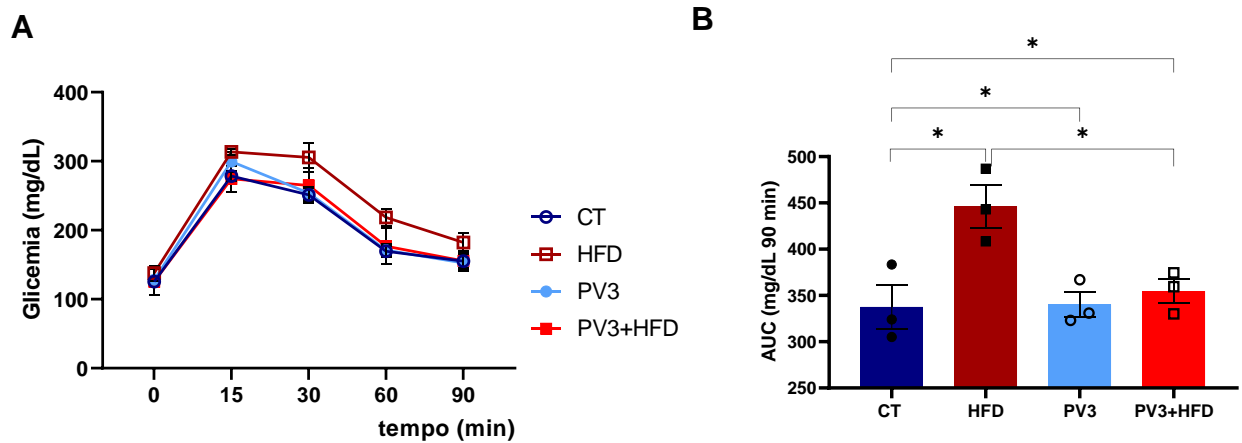 A
Glicemia (mg/dL)
400
300
200
100
0
0 15 30 60 90
tempo (min)
CT
HFD
PV3
PV3+HFD
B
*
*
* *
AUC (mg/dL 90 min)
500
450
400
350
300
250
CT HFD PV3 PV3+HFD